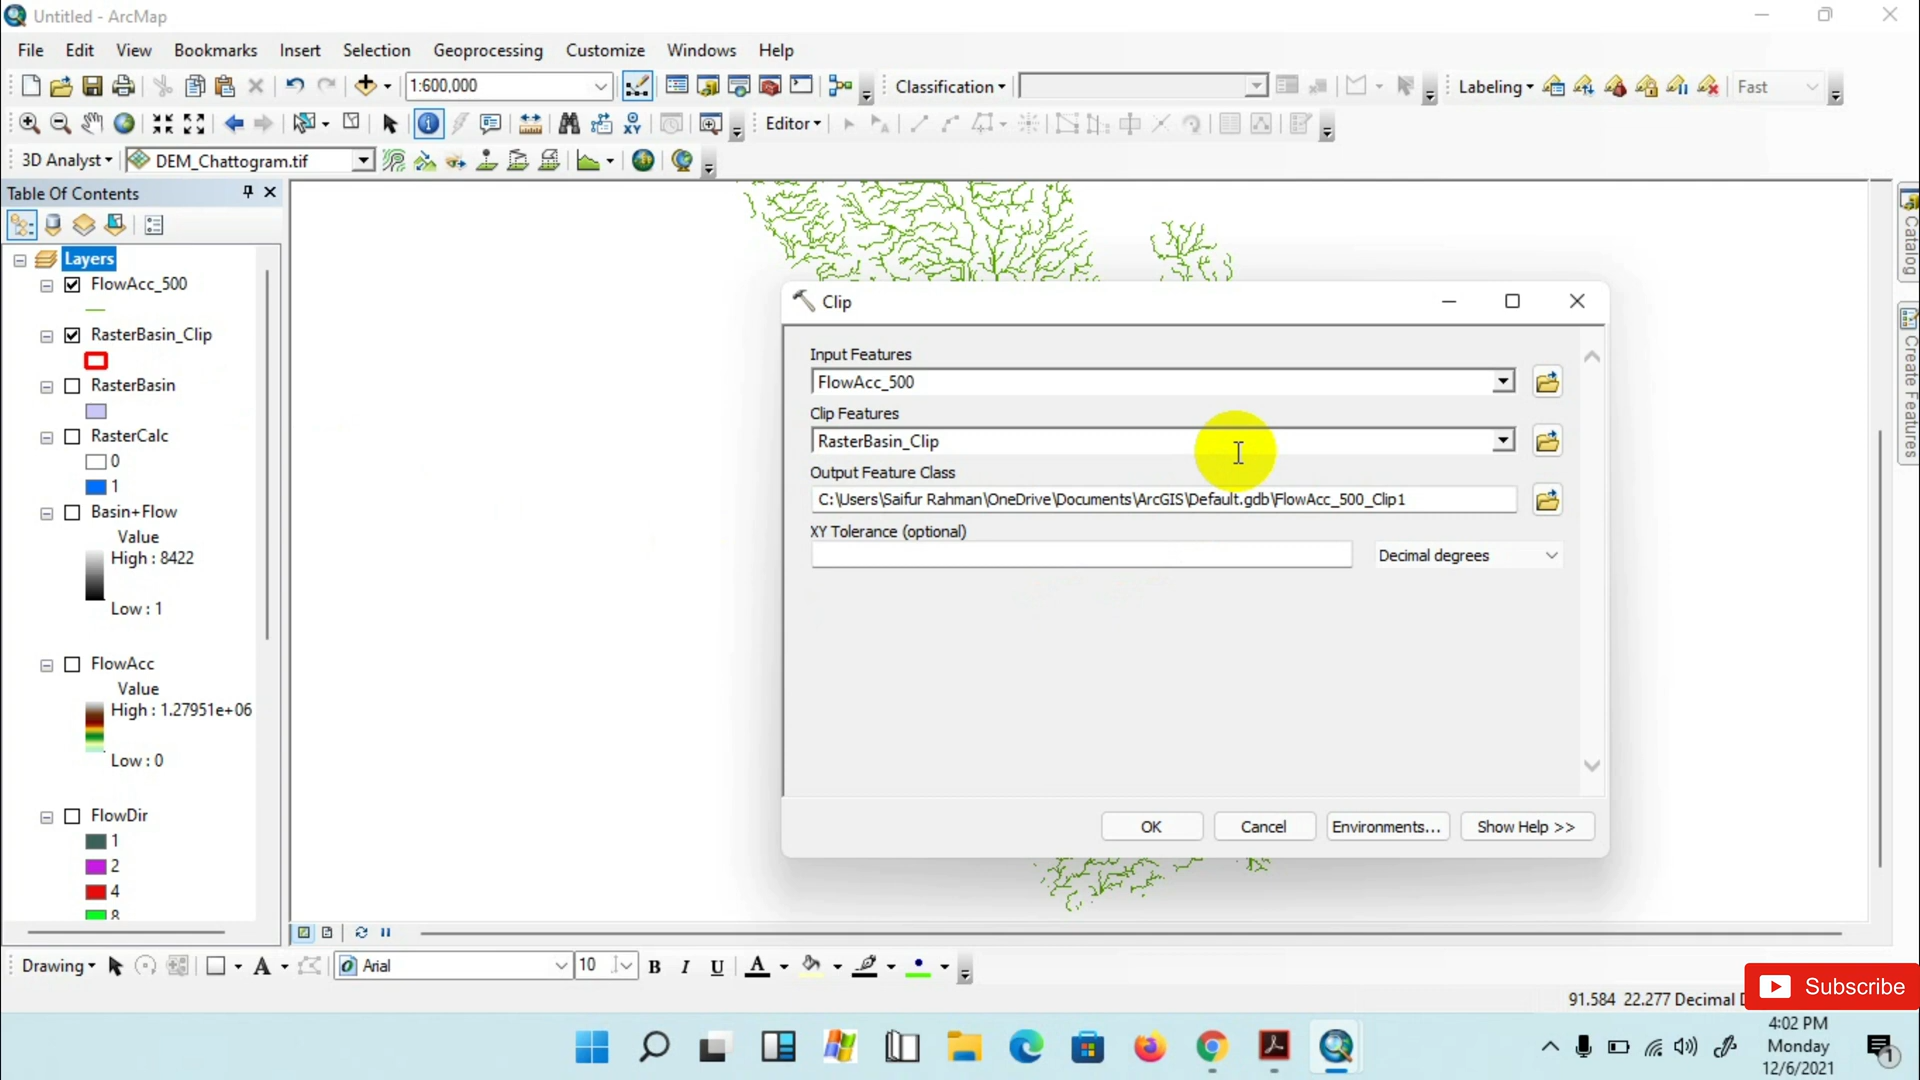 Untitled - ArcMap
File Edit View Bookmarks Insert Selection Geoprocessing Customize Windows Help
1:600,000
Classification
Labeling
Fast
Editor
3D Analyst
DEM_Chattogram.tif
Table Of Contents
Layers
FlowAcc_500
RasterBasin_Clip
RasterBasin
RasterCalc
0
1
Basin+Flow
Value
High : 8422
Low : 1
FlowAcc
Value
High : 1.27951e+06
Low : 0
FlowDir
1
2
4
8
Clip
Input Features
FlowAcc_500
Clip Features
RasterBasin_Clip
Output Feature Class
C:\Users\Saifur Rahman\OneDrive\Documents\ArcGIS\Default.gdb\FlowAcc_500_Clip1
XY Tolerance (optional)
Decimal degrees
OK
Cancel
Environments...
Show Help >>
Catalog
Create Features
Drawing
A
Arial
10
B I U A
91.584 22.277 Decimal D
Subscribe
4:02 PM
Monday
12/6/2021
1